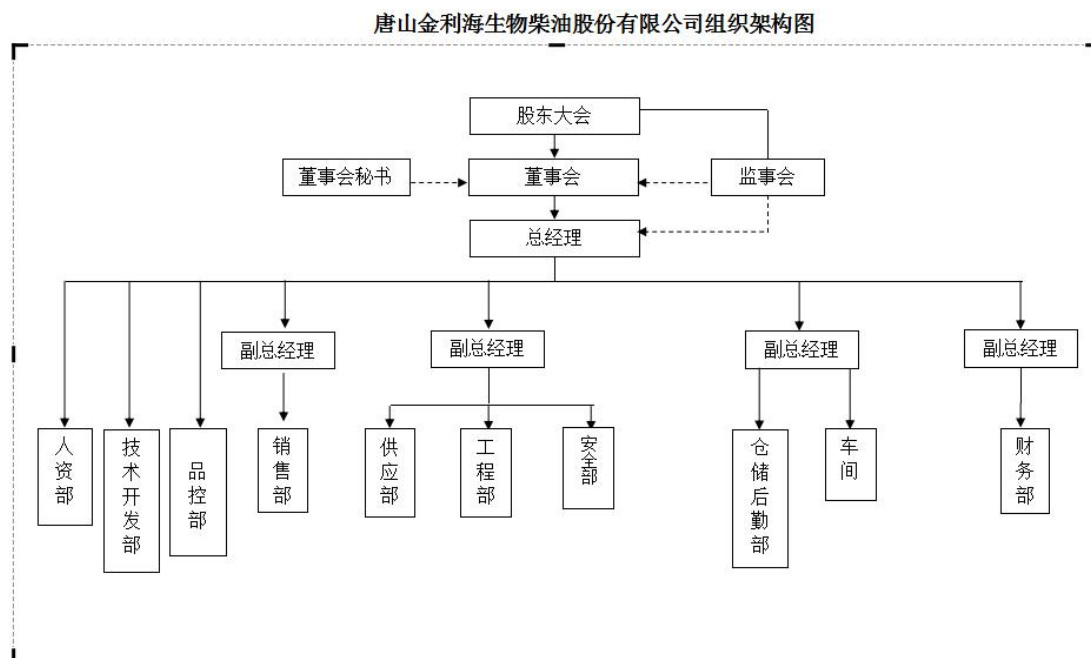 唐山金利海生物柴油股份有限公司组织架构图
股东大会
董事会秘书
董事会
监事会
总经理
副总经理
副总经理
副总经理
副总经理
人资部
技术开发部
品控部
销售部
供应部
工程部
安全部
仓储后勤部
车间
财务部